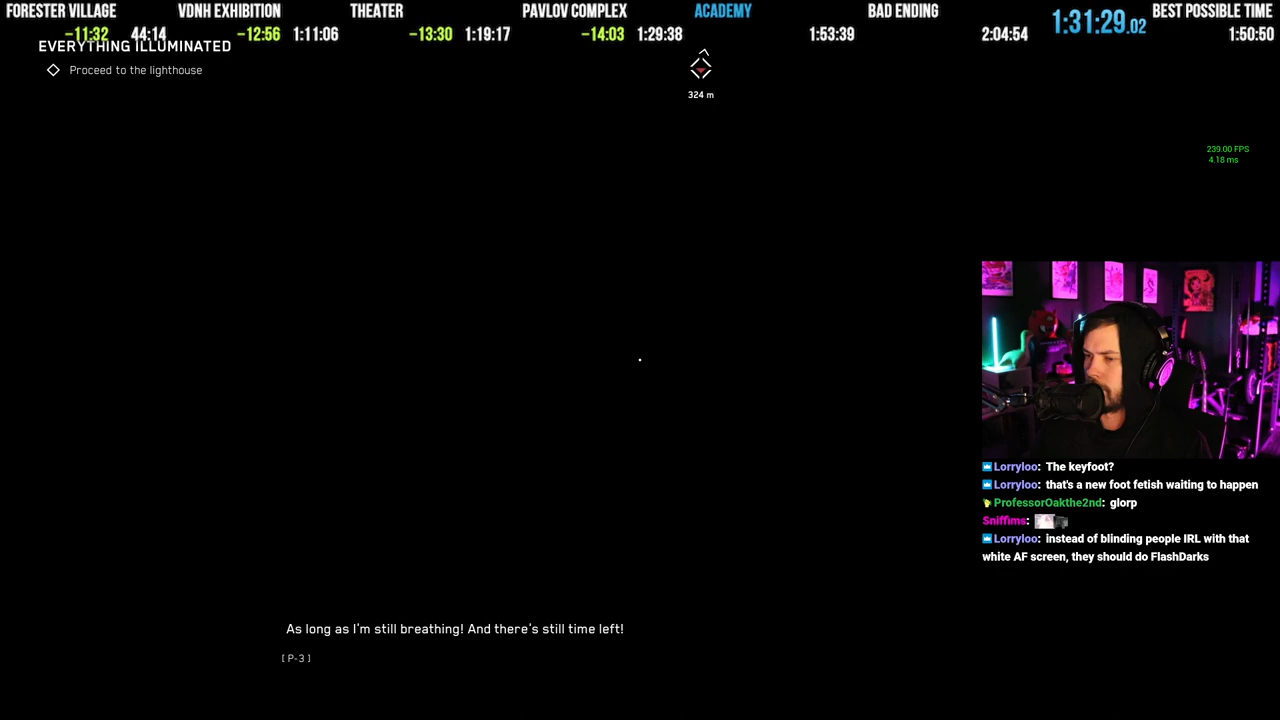 FORESTER VILLAGE VDNH EXHIBITION THEATER PAVLOV COMPLEX ACADEMY BAD ENDING 1:31:29.02 BEST POSSIBLE TIME
-11:32 44:14 -12:56 1:11:06 -13:30 1:19:17 -14:03 1:29:38 1:53:39 2:04:54 1:50:50
EVERYTHING ILLUMINATED
Proceed to the lighthouse
324 m
239.00 FPS
4.18 ms
Lorryloo: The keyfoot?
Lorryloo: that's a new foot fetish waiting to happen
ProfessorOakthe2nd: glorp
Sniffims:
Lorryloo: instead of blinding people IRL with that
white AF screen, they should do FlashDarks
As long as I'm still breathing! And there's still time left!
[ P-3 ]